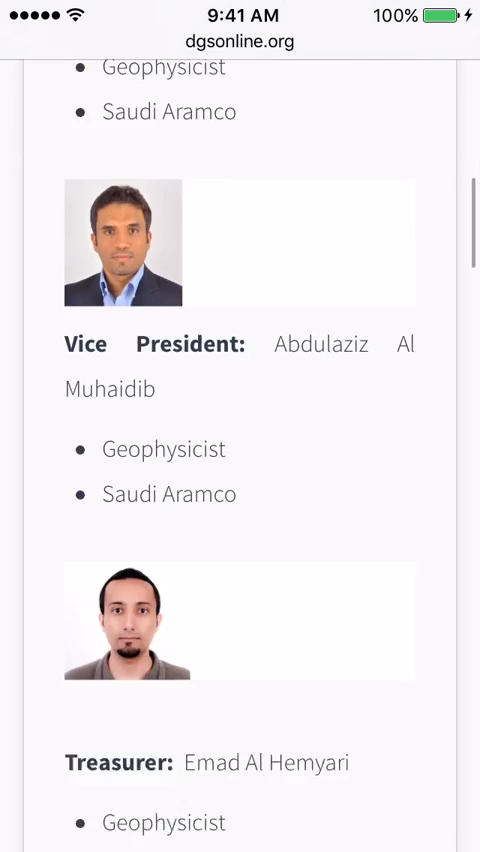 9:41 AM
100%
dgsonline.org
Geophysicist
Saudi Aramco
Vice President: Abdulaziz Al
Muhaidib
Geophysicist
Saudi Aramco
Treasurer: Emad Al Hemyari
Geophysicist